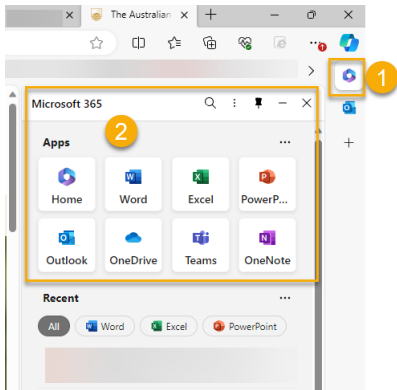 The Australian
1
Microsoft 365
2
Apps
Home Word Excel PowerP...
Outlook OneDrive Teams OneNote
Recent
All Word Excel PowerPoint